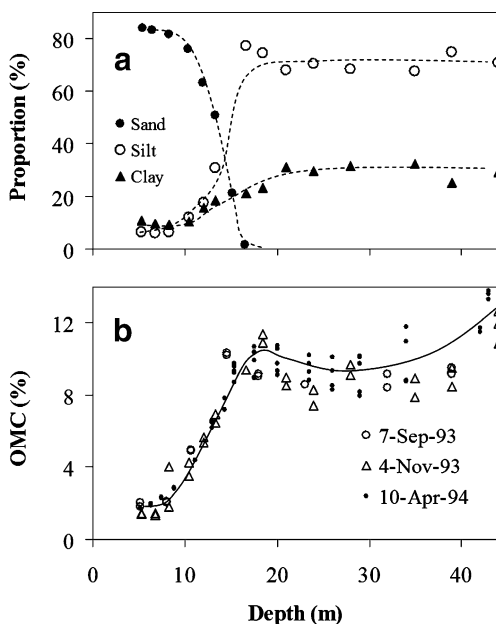 80
60
40
20
0
Proportion (%)
a
Sand
Silt
Clay
12
8
4
0
OMC (%)
b
7-Sep-93
4-Nov-93
10-Apr-94
0 10 20 30 40
Depth (m)